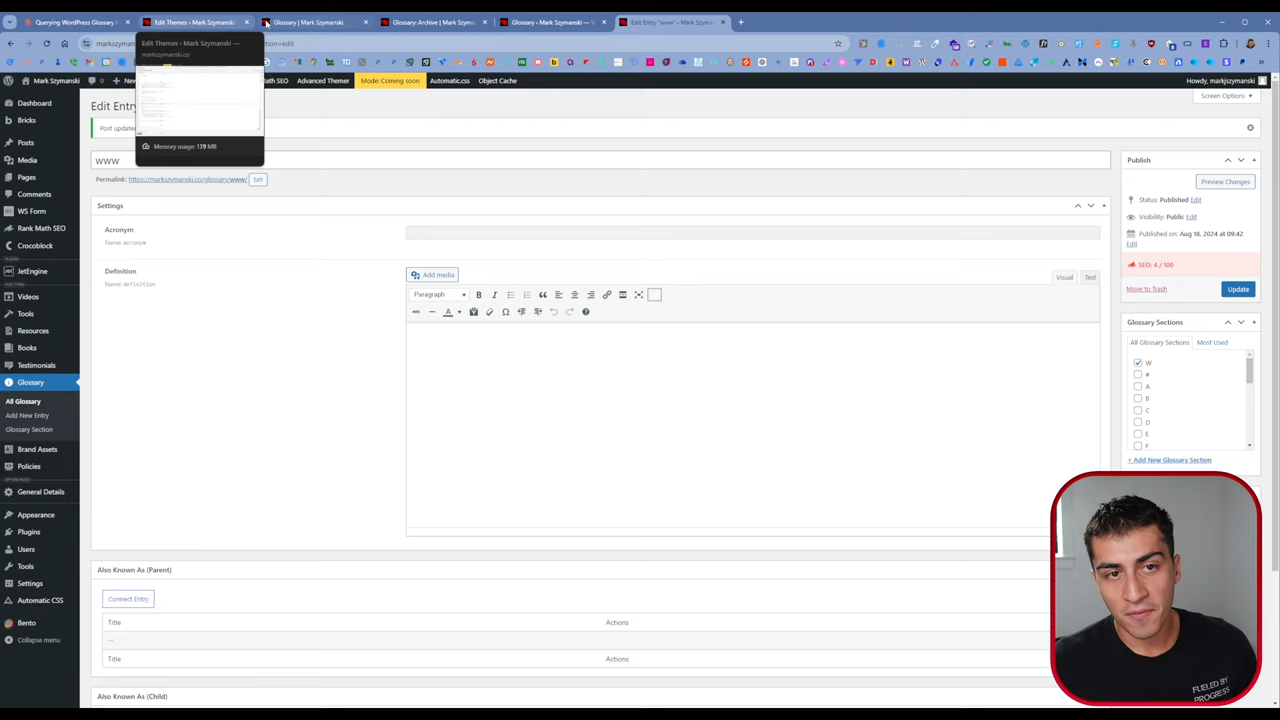 Querying WordPress Glossary F
Edit Themes ‹ Mark Szymanski
Glossary | Mark Szymanski
Glossary: Archive | Mark Szyman
Glossary ‹ Mark Szymanski — 
Edit Entry "www" ‹ Mark Szymansk
Edit Themes ‹ Mark Szymanski —
markszymanski.co
Memory usage: 139 MB
Mark Szymanski
Mode: Coming soon
Advanced Themer
Automatic.css
Object Cache
Howdy, markjszymanski
Screen Options
Dashboard
Bricks
Posts
Media
Pages
Comments
WS Form
Rank Math SEO
Crocoblock
JetEngine
Videos
Tools
Resources
Books
Testimonials
Glossary
All Glossary
Add New Entry
Glossary Section
Brand Assets
Policies
General Details
Appearance
Plugins
Users
Tools
Settings
Automatic CSS
Bento
Collapse menu
Edit Entry
Post update
www
Permalink: https://markszymanski.co/glossary/www/ Edit
Settings
Acronym
Name: acronym
Definition
Name: definition
Add media
Visual Text
Paragraph
Also Known As (Parent)
Connect Entry
Title Actions
--
Title Actions
Also Known As (Child)
Publish
Preview Changes
Status: Published Edit
Visibility: Public Edit
Published on: Aug 18, 2024 at 09:42
Edit
SEO: 4 / 100
Move to Trash
Update
Glossary Sections
All Glossary Sections Most Used
W
#
A
B
C
D
E
F
+ Add New Glossary Section
FUELED BY
PROGRESS